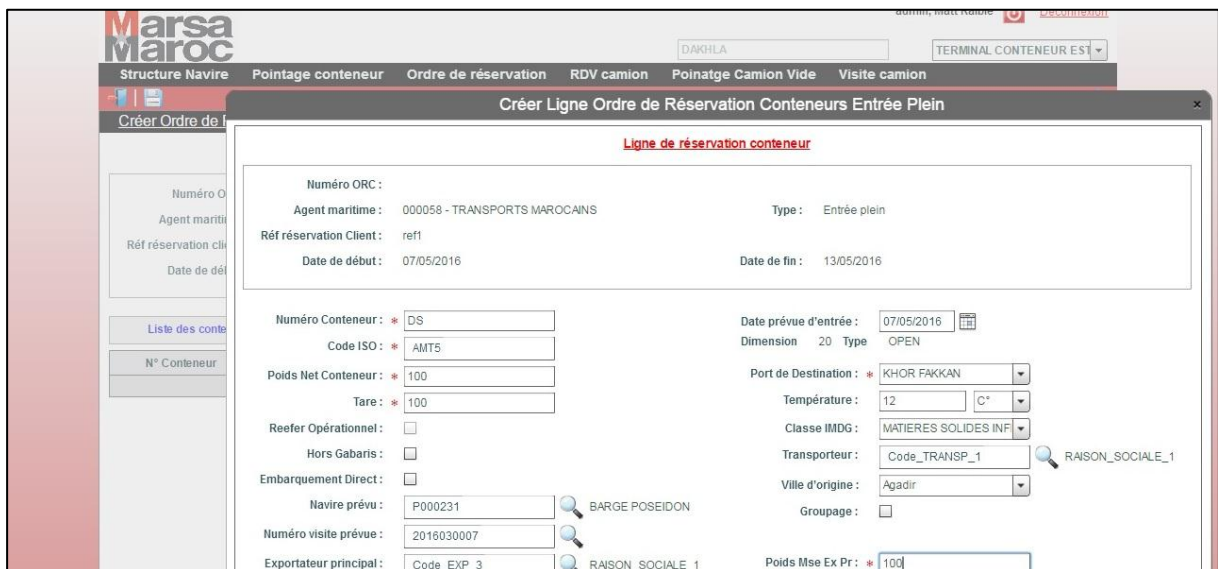 Marsa
Maroc
admin, Matt Raible Déconnexion
DAKHLA TERMINAL CONTENEUR EST
Structure Navire Pointage conteneur Ordre de réservation RDV camion Poinatge Camion Vide Visite camion
Créer Ligne Ordre de Réservation Conteneurs Entrée Plein ×
Créer Ordre de
Ligne de réservation conteneur
Numéro ORC :
Agent maritime : 000058 - TRANSPORTS MAROCAINS Type : Entrée plein
Réf réservation Client : ref1
Date de début : 07/05/2016 Date de fin : 13/05/2016
Numéro O
Agent mariti
Réf réservation clie
Date de dé
Liste des conte
N° Conteneur
Numéro Conteneur : * DS Date prévue d'entrée : 07/05/2016
Code ISO : * AMT5 Dimension 20 Type OPEN
Poids Net Conteneur : * 100 Port de Destination : * KHOR FAKKAN
Tare : * 100 Température : 12 C°
Reefer Opérationnel : Classe IMDG : MATIERES SOLIDES INF
Hors Gabaris : Transporteur : Code_TRANSP_1 RAISON_SOCIALE_1
Embarquement Direct : Ville d'origine : Agadir
Navire prévu : P000231 BARGE POSEIDON Groupage :
Numéro visite prévue : 2016030007
Exportateur principal : Code_EXP_3 RAISON_SOCIALE_1 Poids Mse Ex Pr : * 100